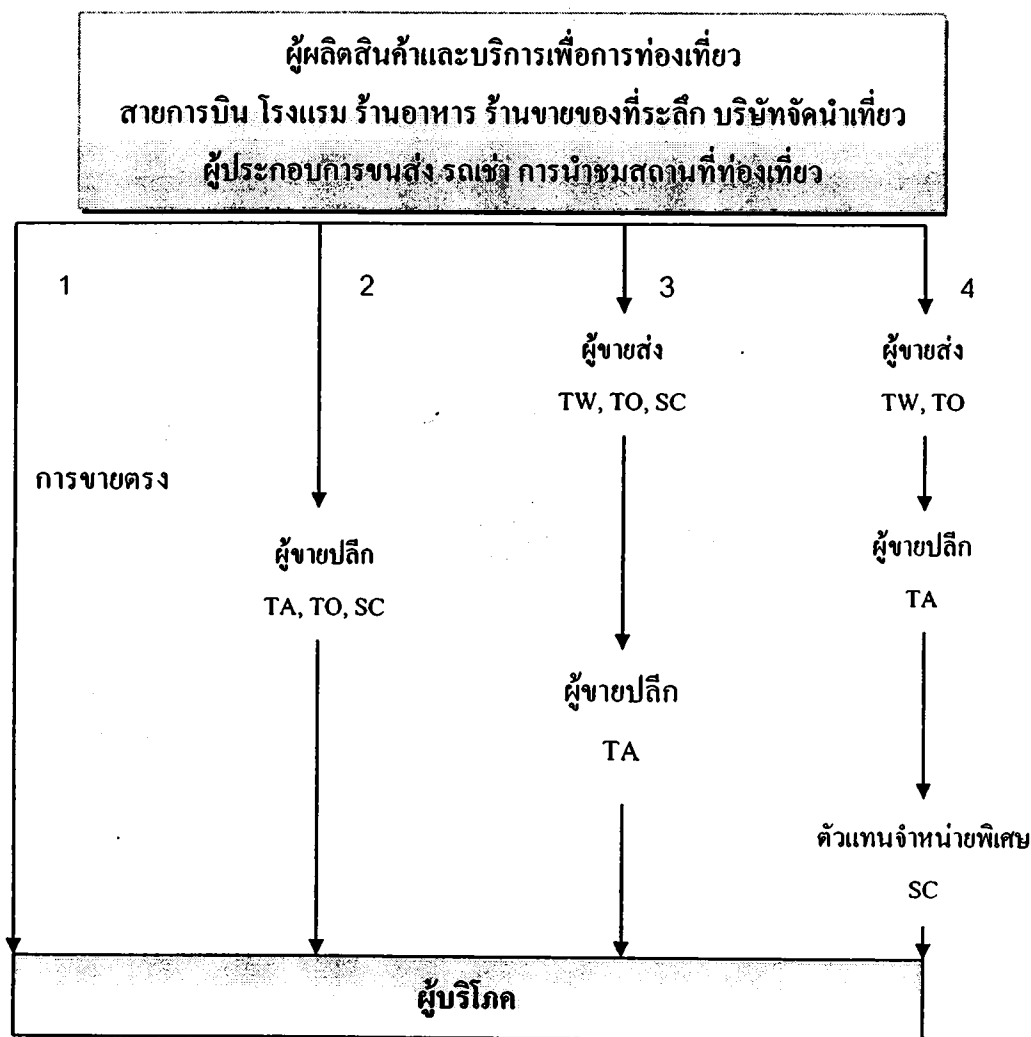 ผู้ผลิตสินค้าและบริการเพื่อการท่องเที่ยว
สายการบิน โรงแรม ร้านอาหาร ร้านขายของที่ระลึก บริษัทจัดนำเที่ยว
ผู้ประกอบการขนส่ง รถเช่า การนำชมสถานที่ท่องเที่ยว
1
2
3
4
ผู้ขายส่ง
TW, TO, SC
ผู้ขายส่ง
TW, TO
การขายตรง
ผู้ขายปลีก
TA, TO, SC
ผู้ขายปลีก
TA
ผู้ขายปลีก
TA
ตัวแทนจำหน่ายพิเศษ
SC
ผู้บริโภค